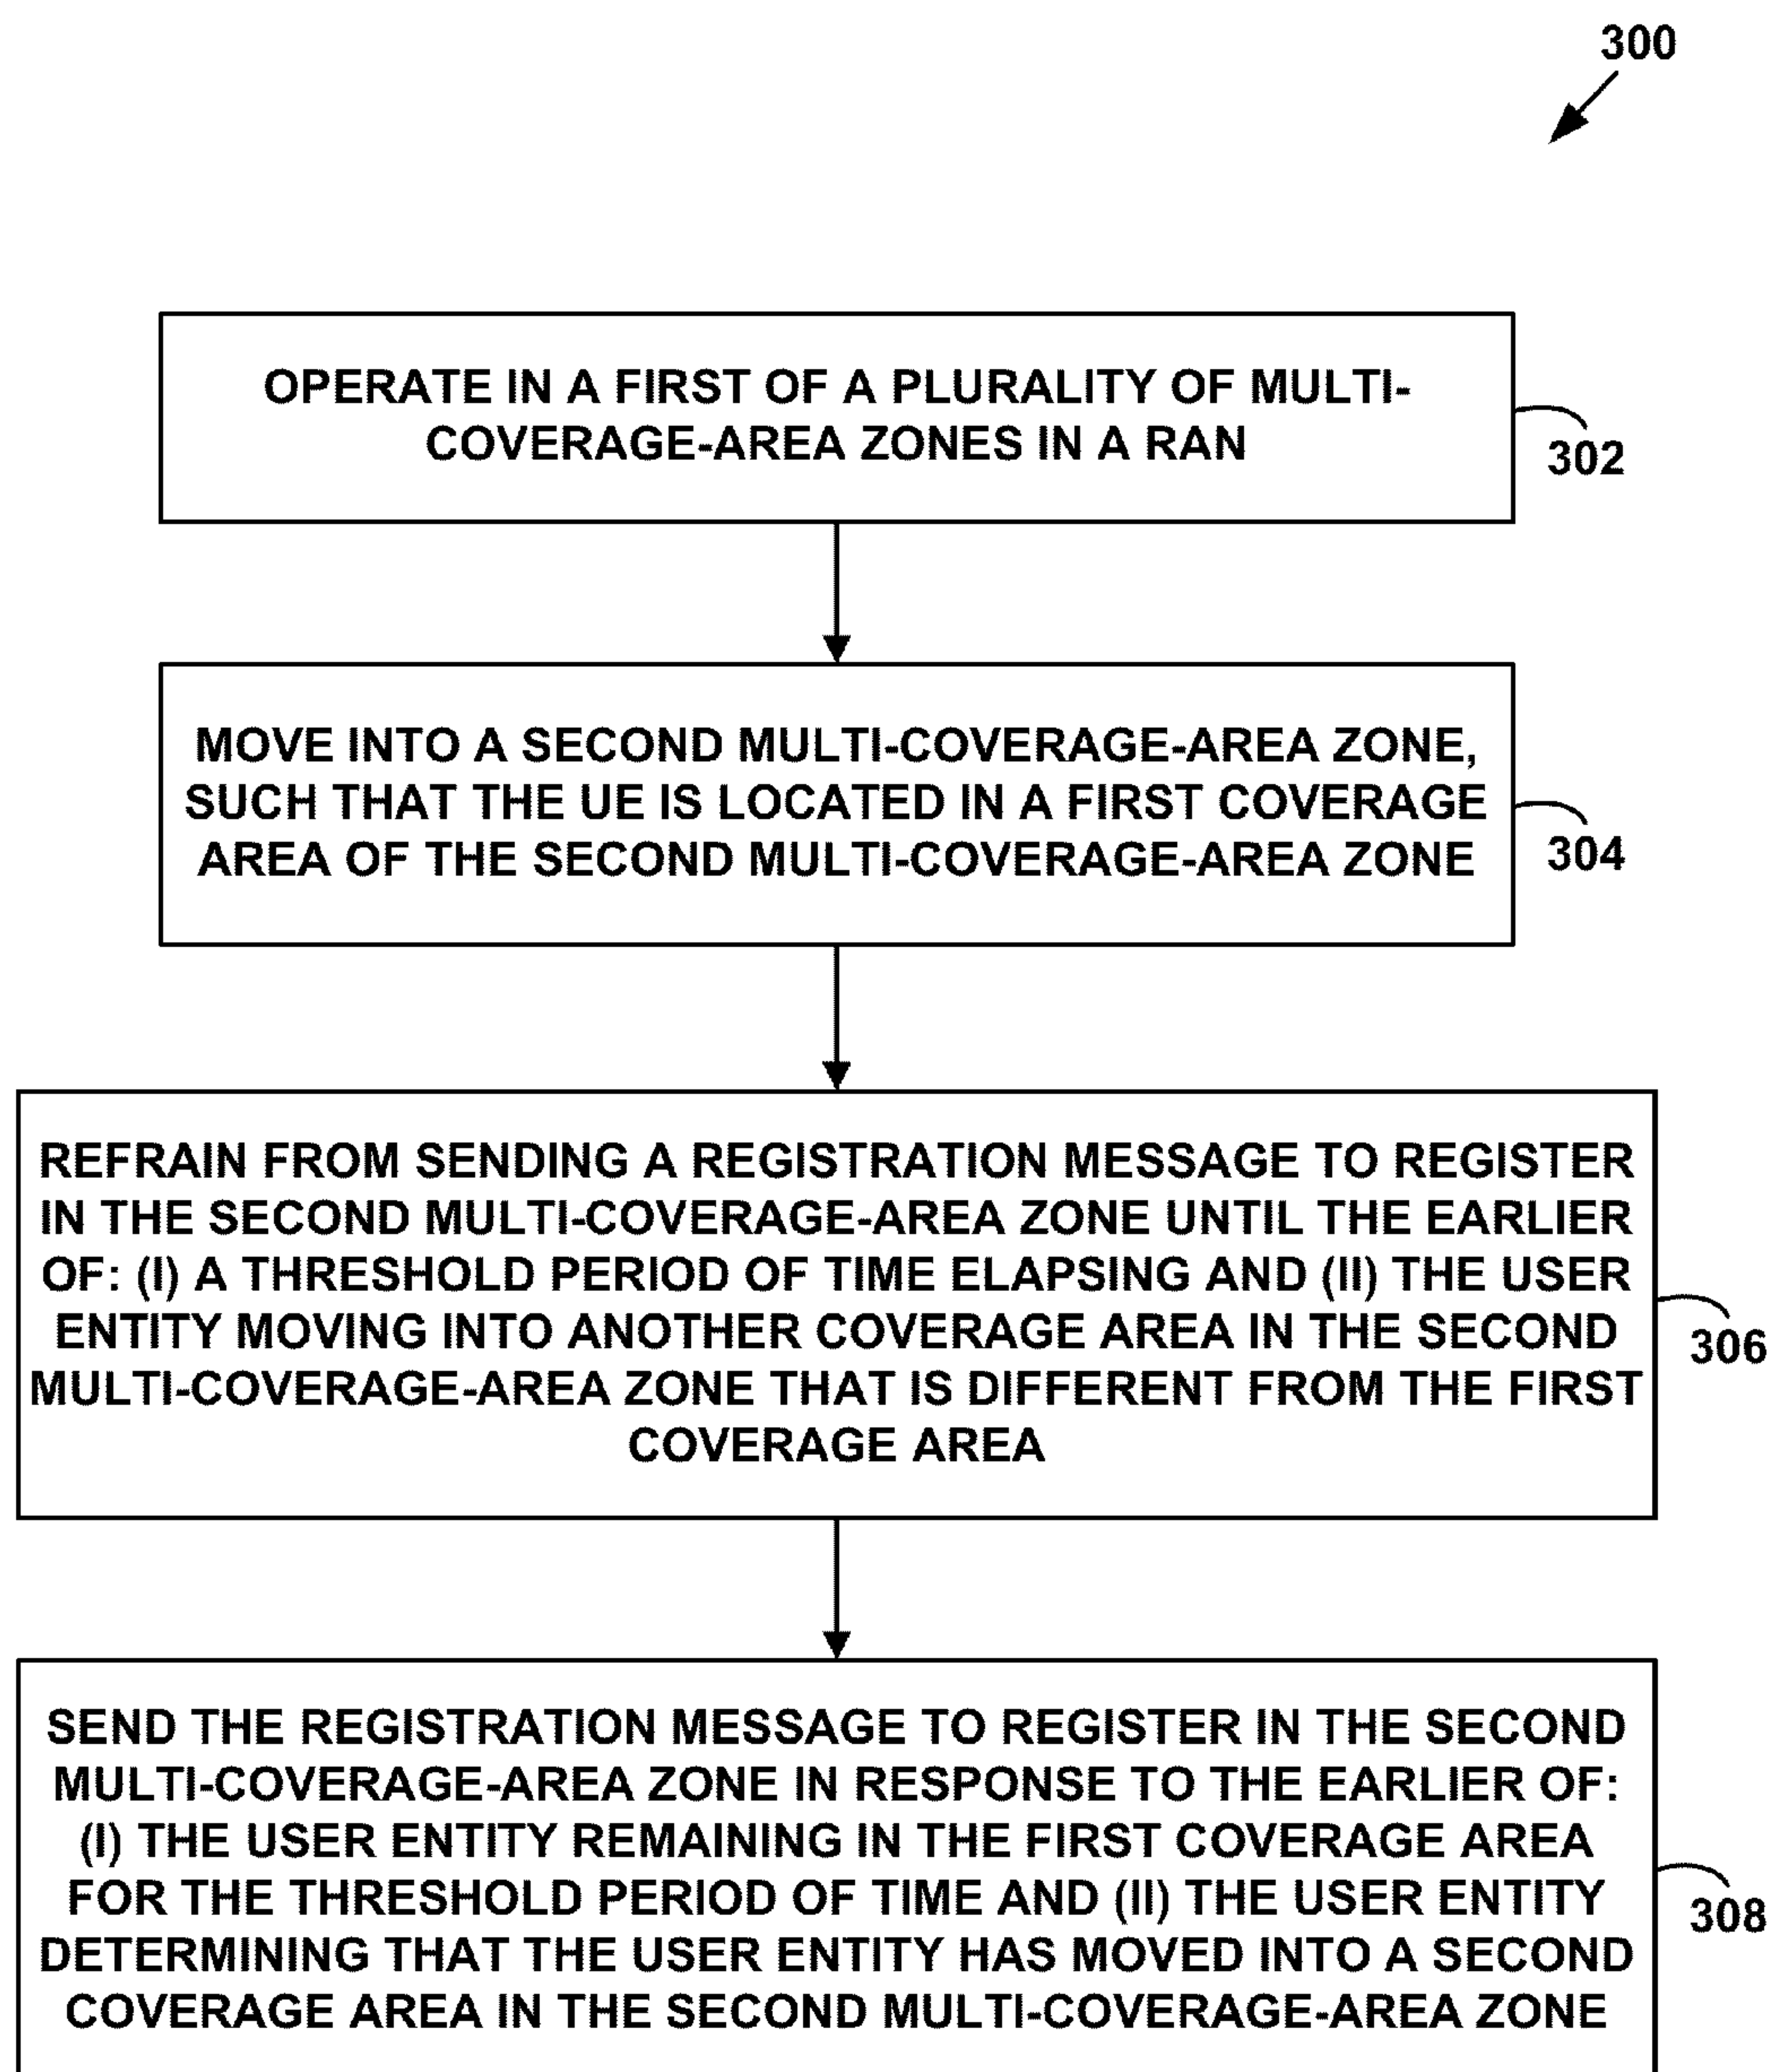 300
OPERATE IN A FIRST OF A PLURALITY OF MULTI-
COVERAGE-AREA ZONES IN A RAN
302
MOVE INTO A SECOND MULTI-COVERAGE-AREA ZONE,
SUCH THAT THE UE IS LOCATED IN A FIRST COVERAGE
AREA OF THE SECOND MULTI-COVERAGE-AREA ZONE
304
REFRAIN FROM SENDING A REGISTRATION MESSAGE TO REGISTER
IN THE SECOND MULTI-COVERAGE-AREA ZONE UNTIL THE EARLIER
OF: (I) A THRESHOLD PERIOD OF TIME ELAPSING AND (II) THE USER
ENTITY MOVING INTO ANOTHER COVERAGE AREA IN THE SECOND
MULTI-COVERAGE-AREA ZONE THAT IS DIFFERENT FROM THE FIRST
COVERAGE AREA
306
SEND THE REGISTRATION MESSAGE TO REGISTER IN THE SECOND
MULTI-COVERAGE-AREA ZONE IN RESPONSE TO THE EARLIER OF:
(I) THE USER ENTITY REMAINING IN THE FIRST COVERAGE AREA
FOR THE THRESHOLD PERIOD OF TIME AND (II) THE USER ENTITY
DETERMINING THAT THE USER ENTITY HAS MOVED INTO A SECOND
COVERAGE AREA IN THE SECOND MULTI-COVERAGE-AREA ZONE
308